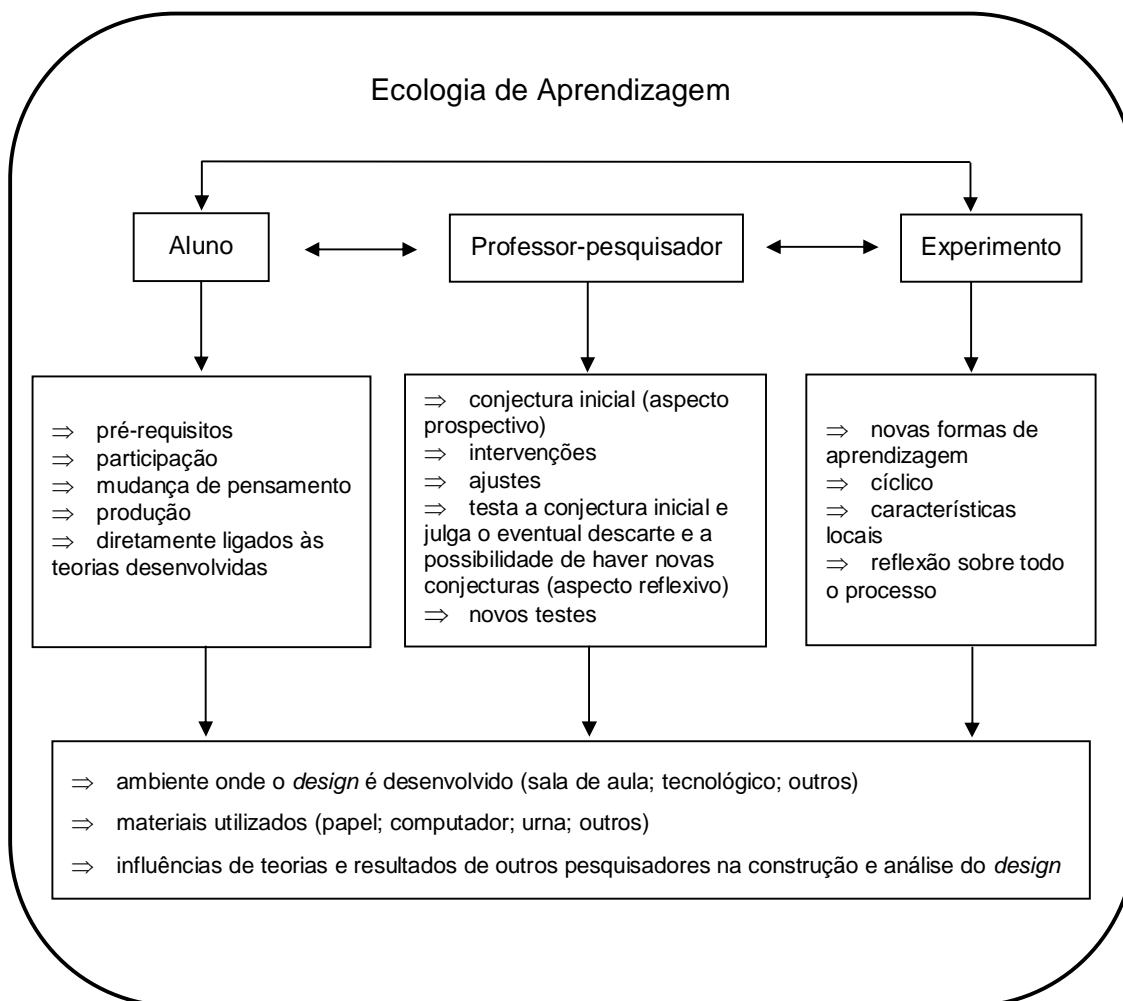 Ecologia de Aprendizagem
Aluno
Professor-pesquisador
Experimento
⇒ pré-requisitos
⇒ participação
⇒ mudança de pensamento
⇒ produção
⇒ diretamente ligados às
teorias desenvolvidas
⇒ conjectura inicial (aspecto
prospectivo)
⇒ intervenções
⇒ ajustes
⇒ testa a conjectura inicial e
julga o eventual descarte e a
possibilidade de haver novas
conjecturas (aspecto reflexivo)
⇒ novos testes
⇒ novas formas de
aprendizagem
⇒ cíclico
⇒ características
locais
⇒ reflexão sobre todo
o processo
⇒ ambiente onde o design é desenvolvido (sala de aula; tecnológico; outros)
⇒ materiais utilizados (papel; computador; urna; outros)
⇒ influências de teorias e resultados de outros pesquisadores na construção e análise do design